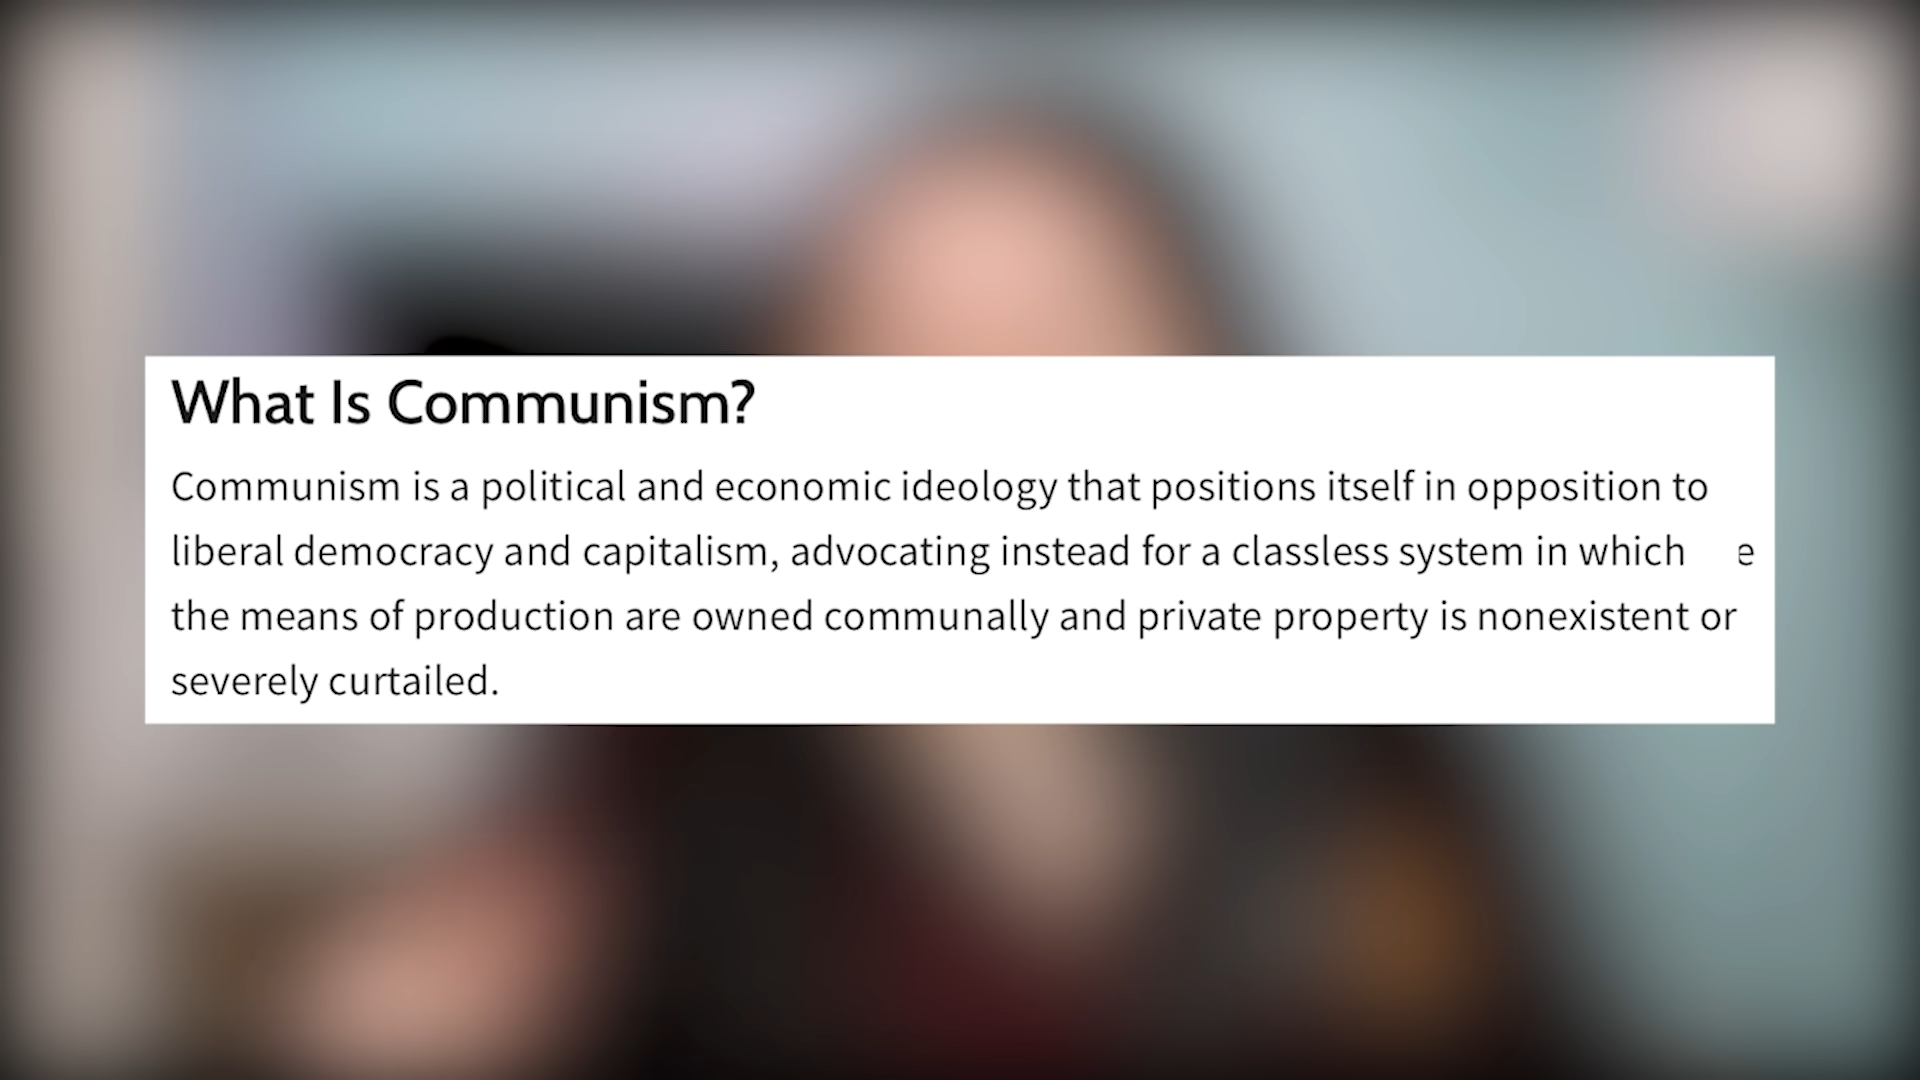 What Is Communism?
Communism is a political and economic ideology that positions itself in opposition to
liberal democracy and capitalism, advocating instead for a classless system in which e
the means of production are owned communally and private property is nonexistent or
severely curtailed.